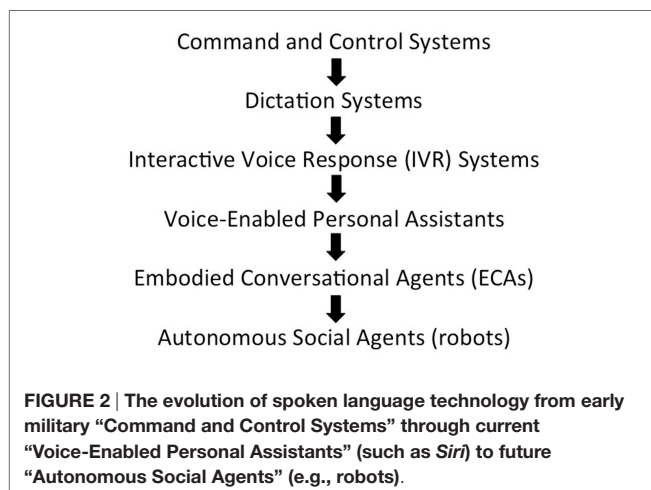 Command and Control Systems
Dictation Systems
Interactive Voice Response (IVR) Systems
Voice-Enabled Personal Assistants
Embodied Conversational Agents (ECAs)
Autonomous Social Agents (robots)
FIGURE 2 | The evolution of spoken language technology from early
military “Command and Control Systems” through current
“Voice-Enabled Personal Assistants” (such as Siri) to future
“Autonomous Social Agents” (e.g., robots).